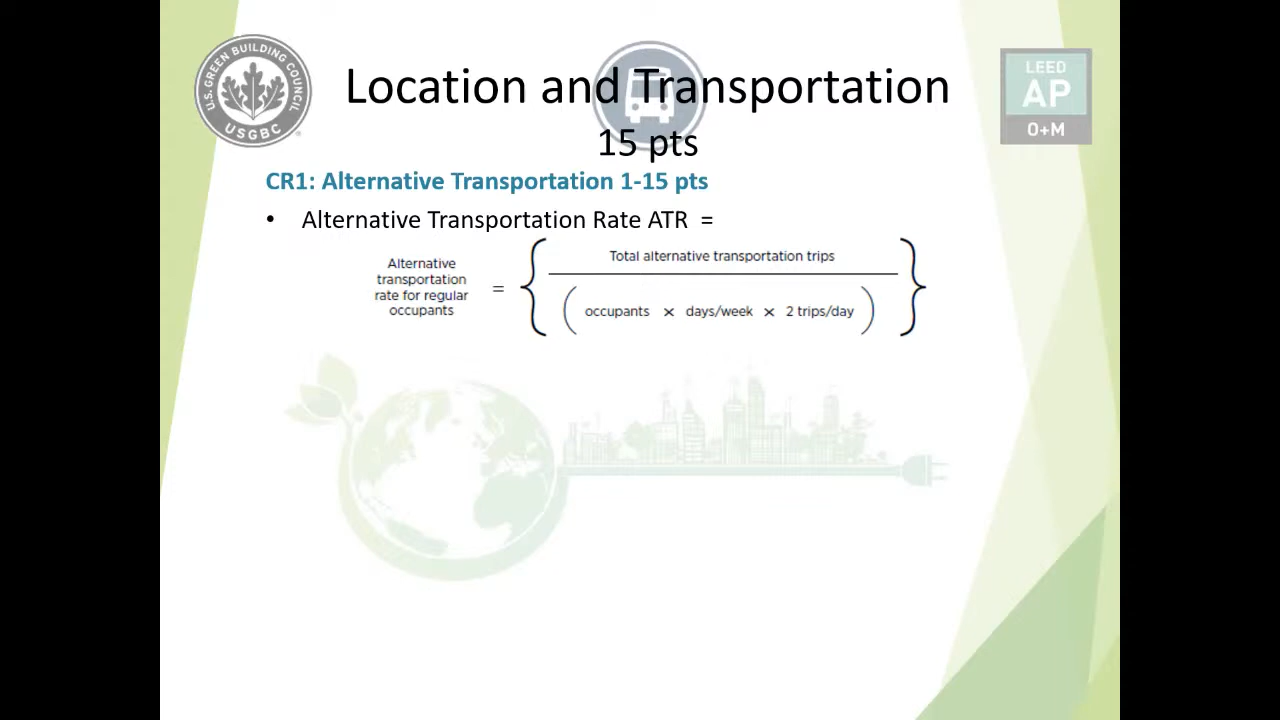 U.S. GREEN BUILDING COUNCIL
USGBC
LEED
AP
O+M
Location and Transportation
15 pts
CR1: Alternative Transportation 1-15 pts
• Alternative Transportation Rate ATR =
Alternative
transportation
rate for regular
occupants
=
Total alternative transportation trips
( occupants × days/week × 2 trips/day )